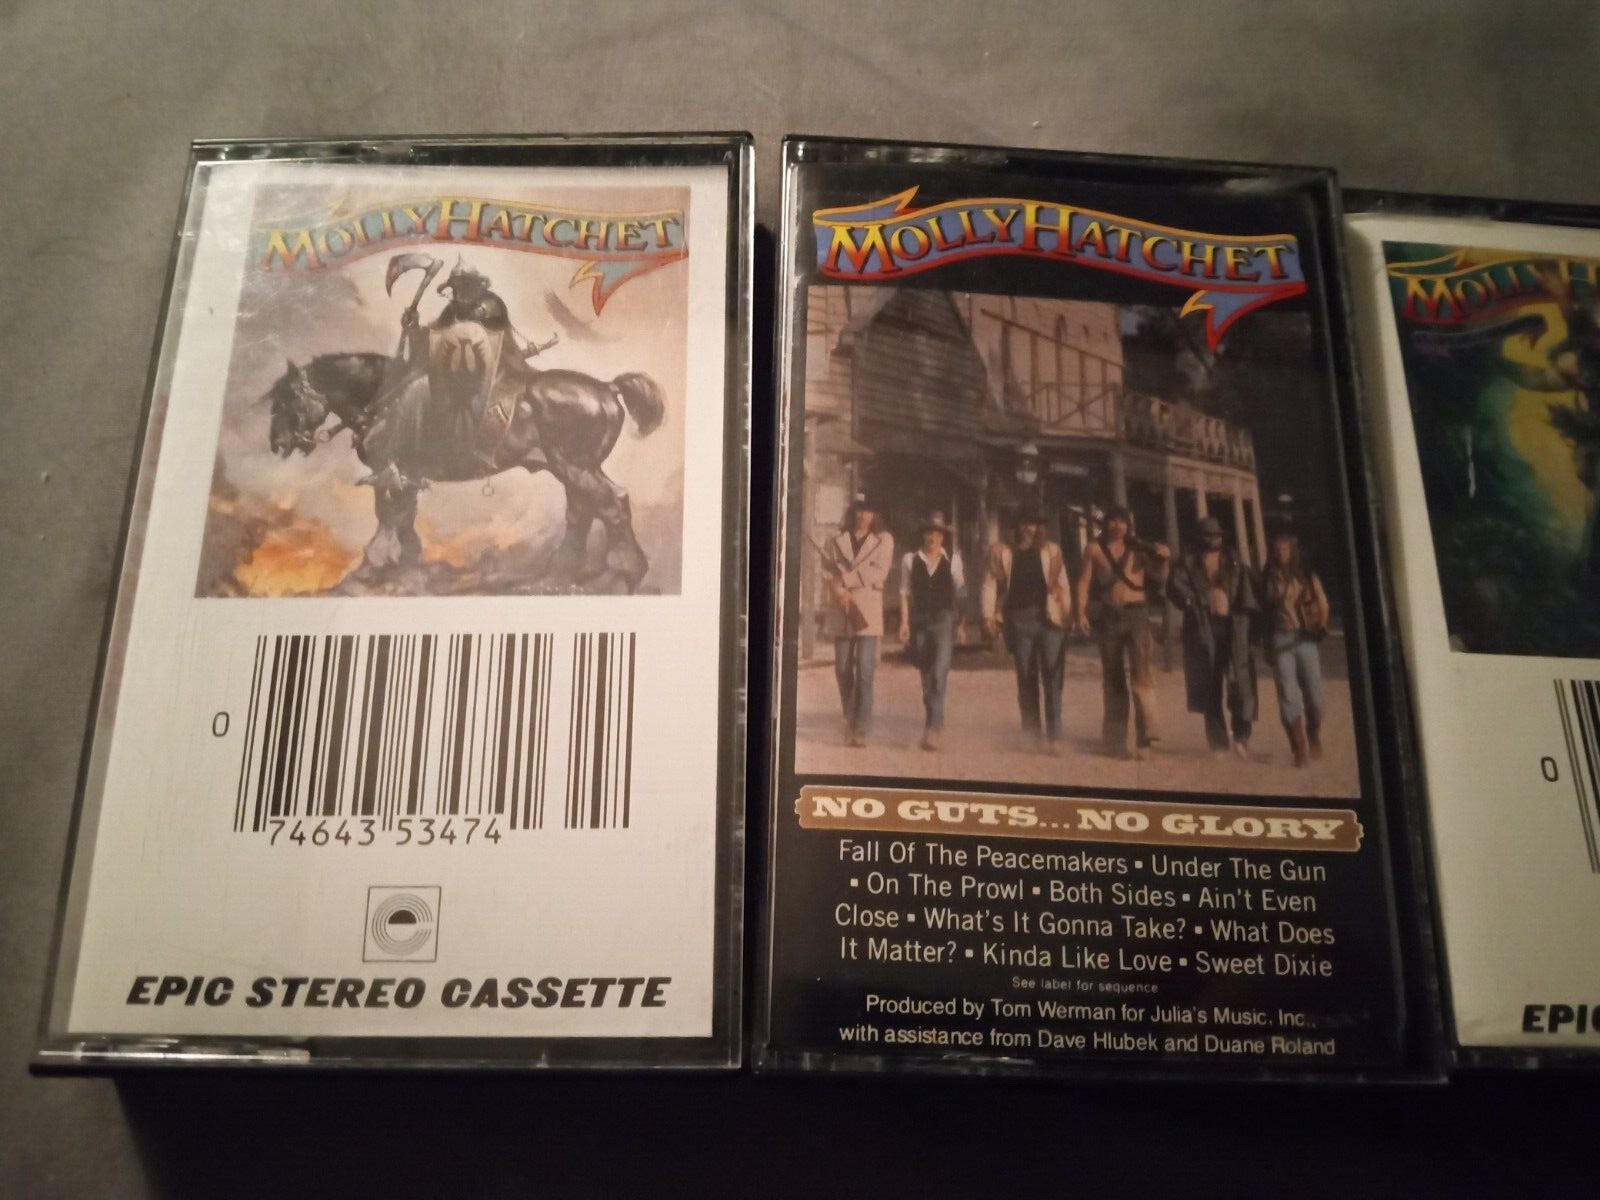 MOLLY HATCHET
0
74643 53474
e
EPIC STEREO CASSETTE
MOLLY HATCHET
NO GUTS...NO GLORY
Fall Of The Peacemakers ▪ Under The Gun
▪ On The Prowl ▪ Both Sides ▪ Ain't Even
Close ▪ What's It Gonna Take? ▪ What Does
It Matter? ▪ Kinda Like Love ▪ Sweet Dixie
See label for sequence
Produced by Tom Werman for Julia's Music, Inc.,
with assistance from Dave Hlubek and Duane Roland
MOLLY H
0
EPIC